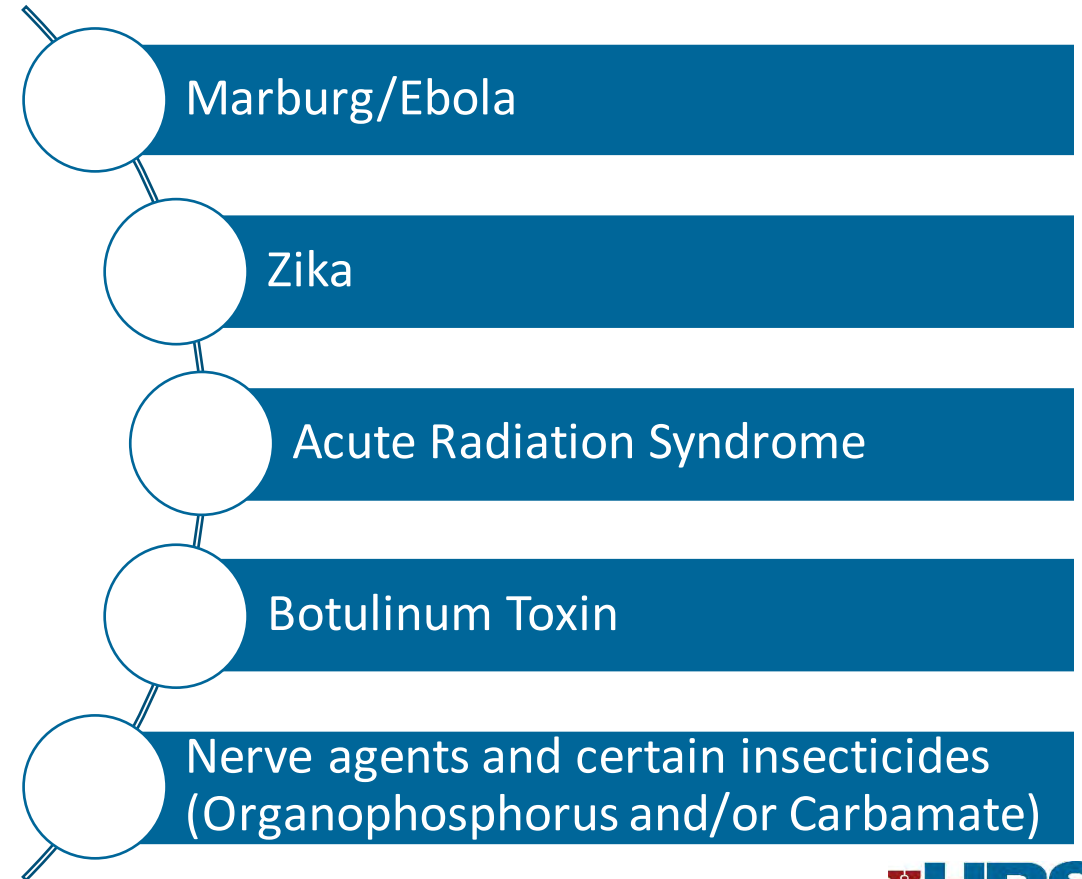 Marburg/Ebola
Zika
Acute Radiation Syndrome
Botulinum Toxin
Nerve agents and certain insecticides
(Organophosphorus and/or Carbamate)